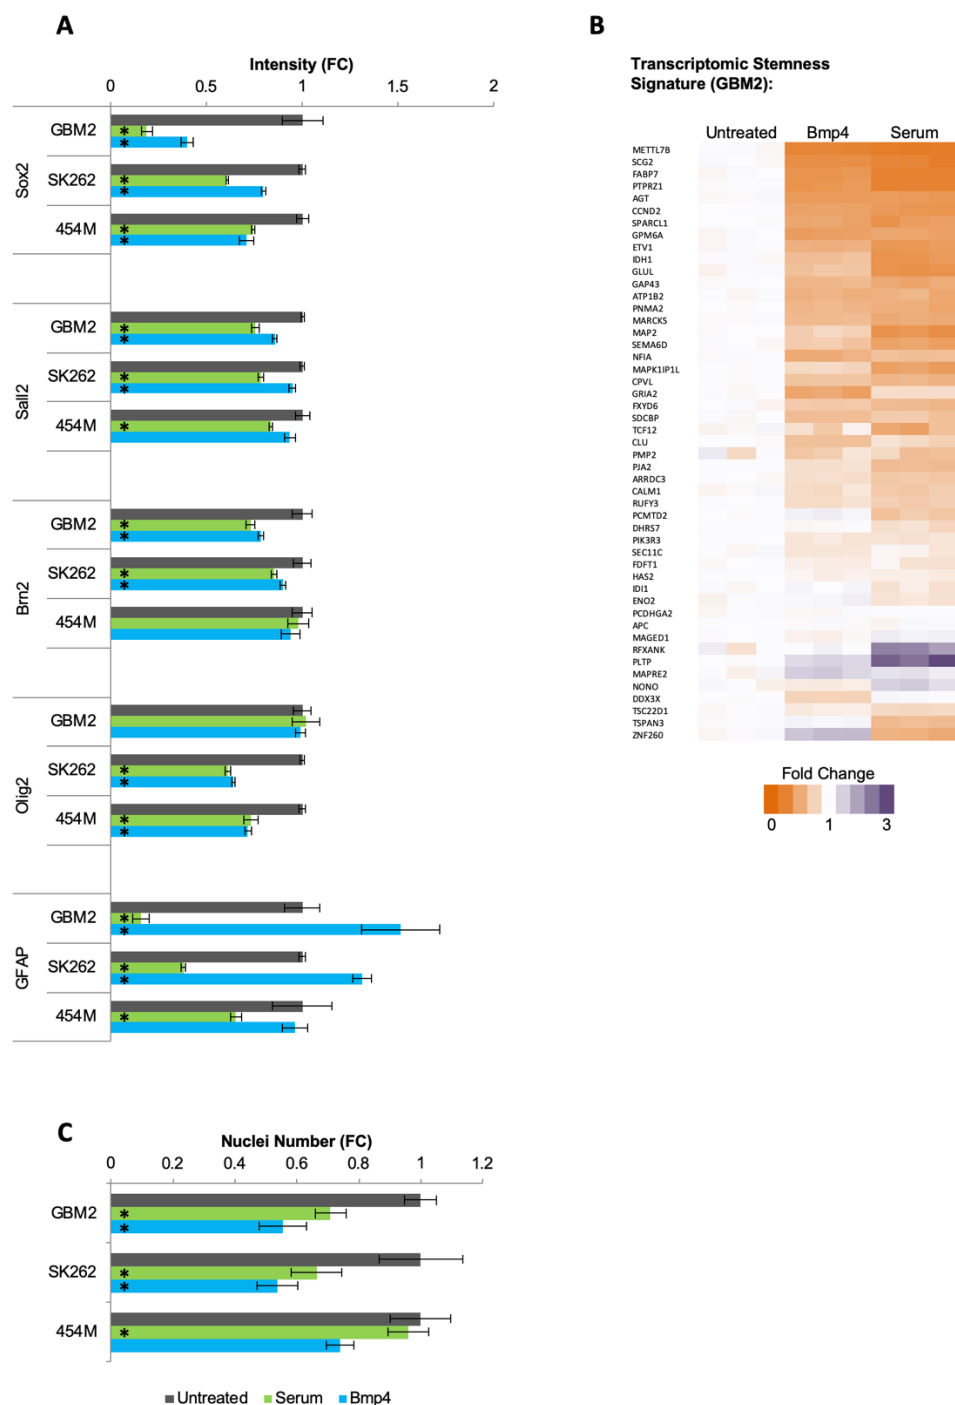 A
Intensity (FC)
0 0.5 1 1.5 2
Sox2
GBM2
*
*
SK262
*
*
454M
*
*
Sall2
GBM2
*
*
SK262
*
*
454M
*
Brn2
GBM2
*
*
SK262
*
*
454M
Olig2
GBM2
SK262
*
*
454M
*
*
GFAP
GBM2
*
*
SK262
*
*
454M
*
B
Transcriptomic Stemness
Signature (GBM2):
Untreated Bmp4 Serum
METTL7B
SCG2
FABP7
PTPRZ1
AGT
CCND2
SPARCL1
GPM6A
ETV1
IDH1
GLUL
GAP43
ATP1B2
PNMA2
MARCKS
MAP2
SEMA6D
NFIA
MAPK1IP1L
CPVL
GRIA2
FXYD6
SDCBP
TCF12
CLU
PMP2
PJA2
ARRDC3
CALM1
RUFY3
PCMTD2
DHRS7
PIK3R3
SEC11C
FDFT1
HAS2
IDI1
ENO2
PCDHGA2
APC
MAGED1
RFXANK
PLTP
MAPRE2
NONO
DDX3X
TSC22D1
TSPAN3
ZNF260
Fold Change
0 1 3
C
Nuclei Number (FC)
0 0.2 0.4 0.6 0.8 1 1.2
GBM2
*
*
SK262
*
*
454M
*
Untreated Serum Bmp4